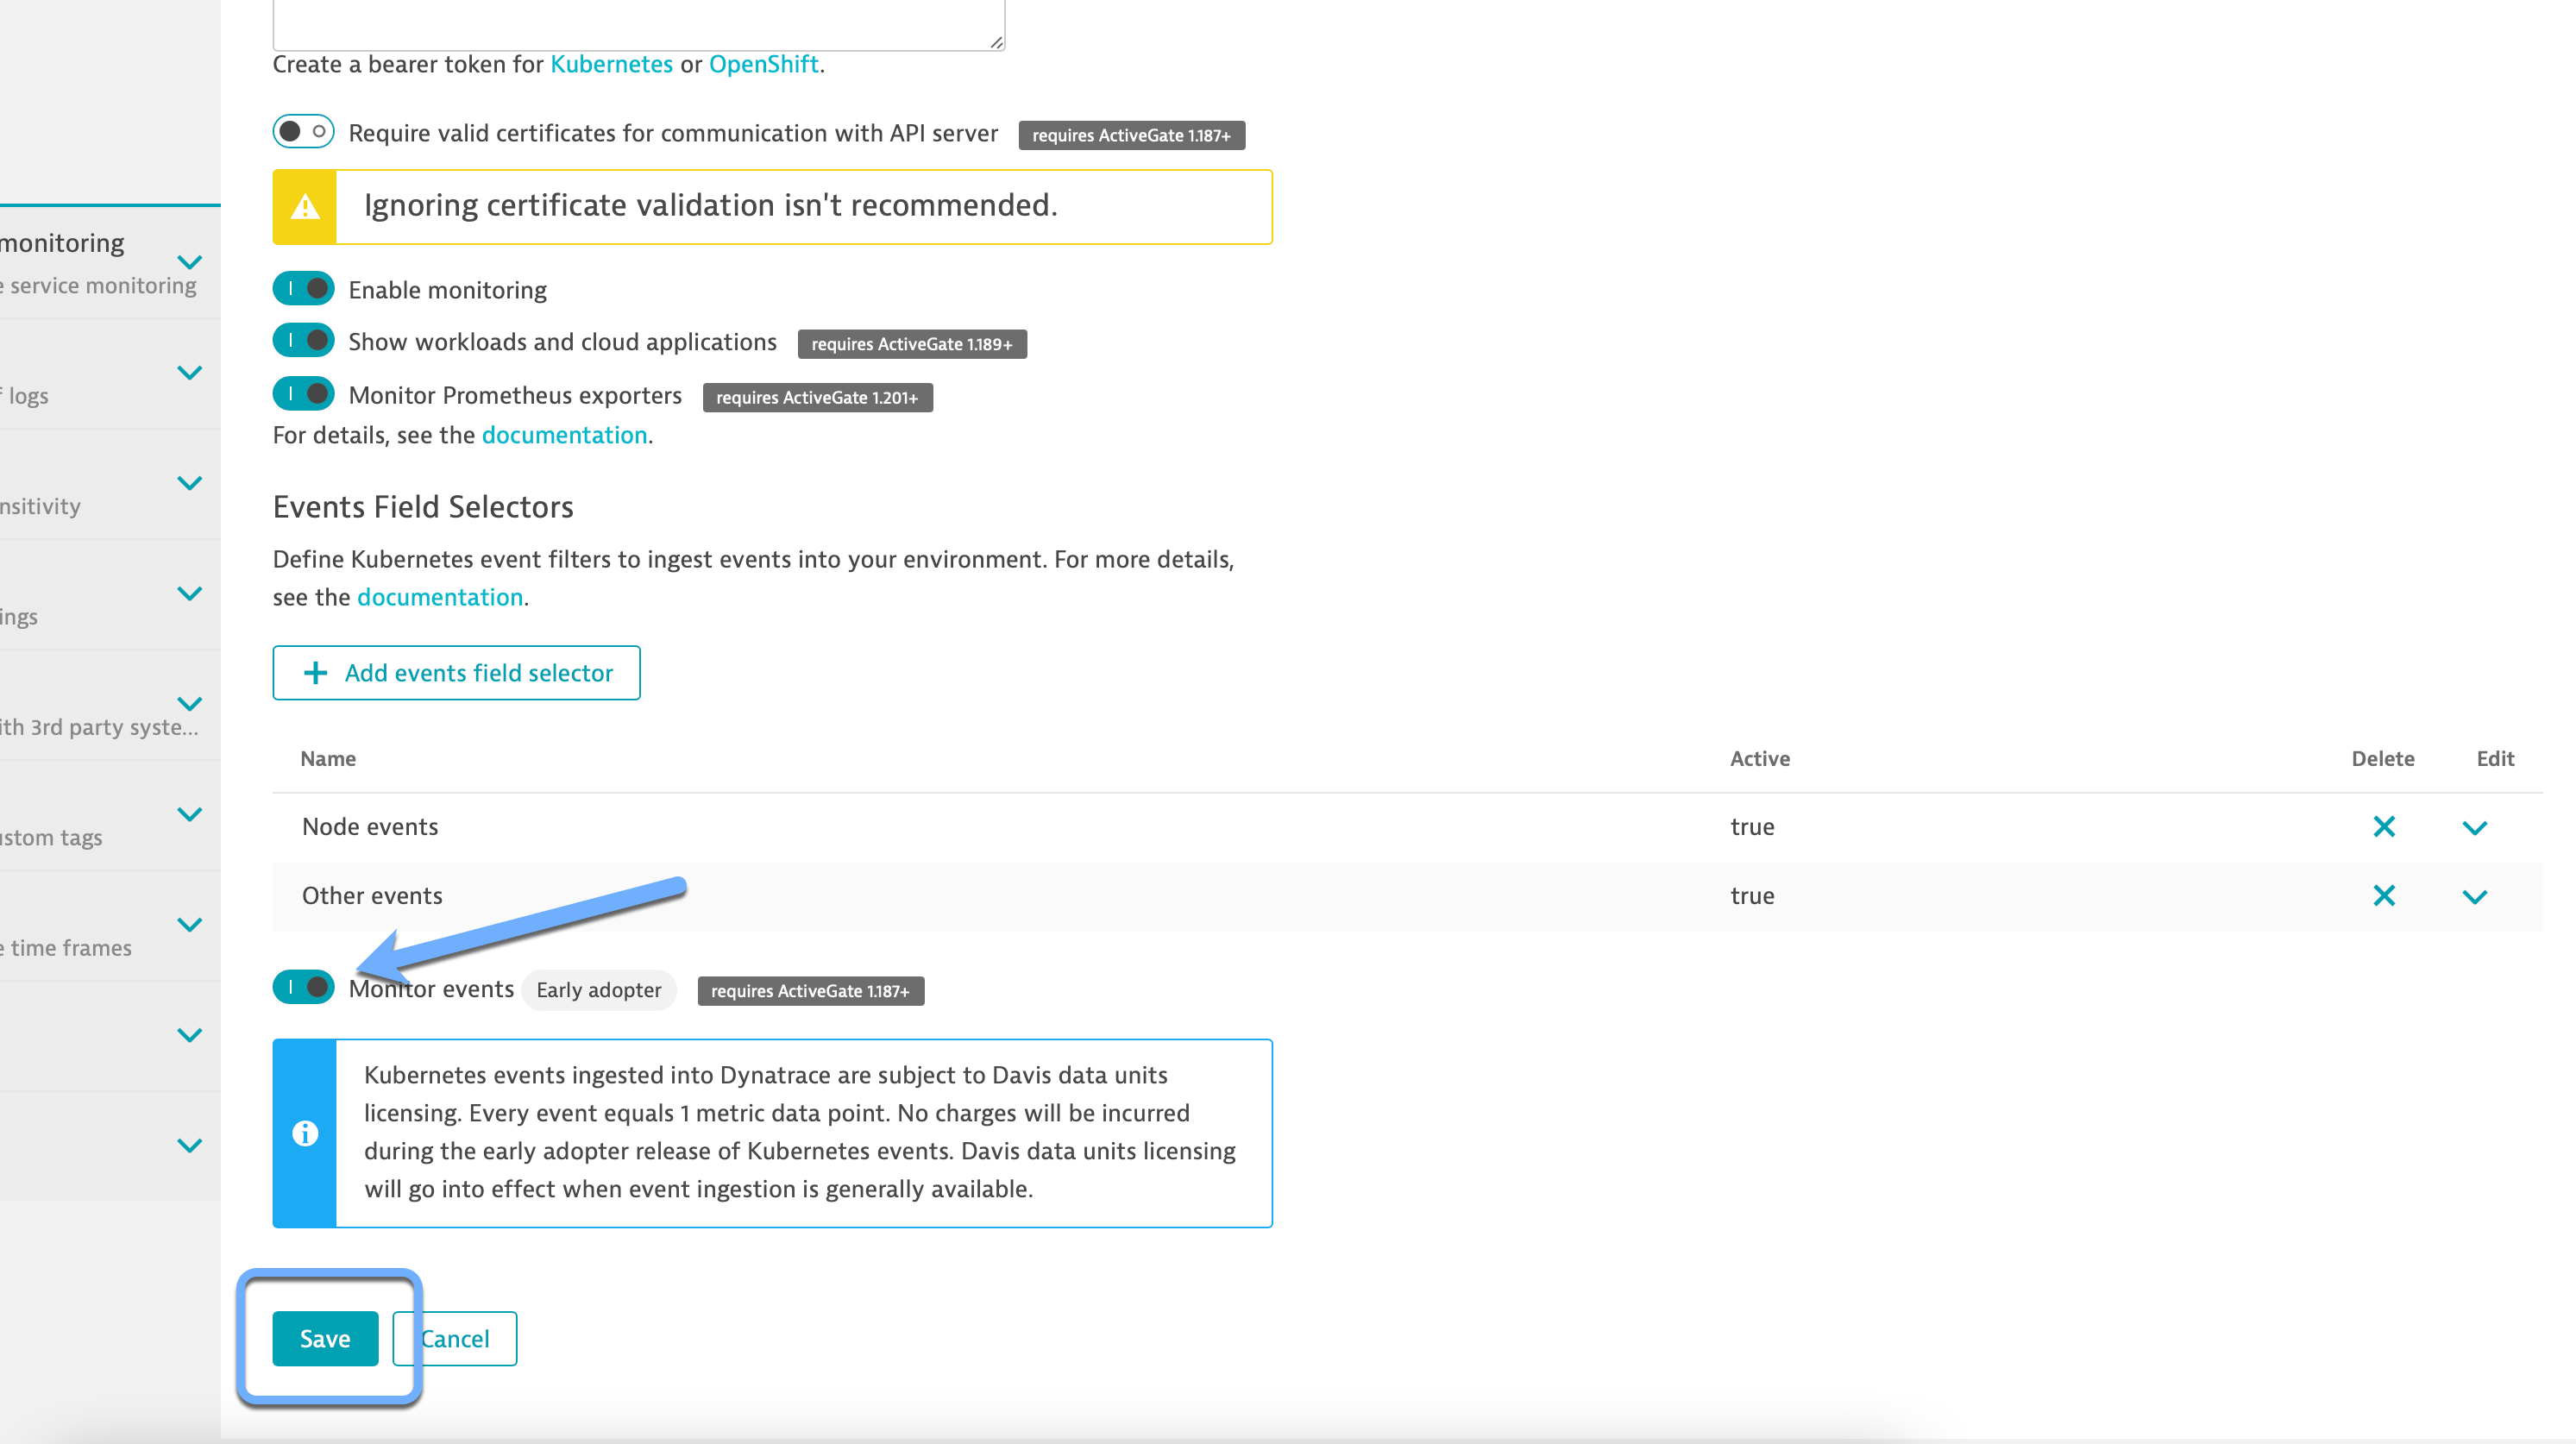 Create a bearer token for Kubernetes or OpenShift.
Require valid certificates for communication with API server requires ActiveGate 1.187+
Ignoring certificate validation isn't recommended.
monitoring
service monitoring
Enable monitoring
Show workloads and cloud applications requires ActiveGate 1.189+
logs
Monitor Prometheus exporters requires ActiveGate 1.201+
For details, see the documentation.
Events Field Selectors
Define Kubernetes event filters to ingest events into your environment. For more details,
see the documentation.
+ Add events field selector
3rd party syste...
Name Active Delete Edit
Node events true
tags
Other events true
time frames
Monitor events Early adopter requires ActiveGate 1.187+
Kubernetes events ingested into Dynatrace are subject to Davis data units
licensing. Every event equals 1 metric data point. No charges will be incurred
during the early adopter release of Kubernetes events. Davis data units licensing
will go into effect when event ingestion is generally available.
Save Cancel